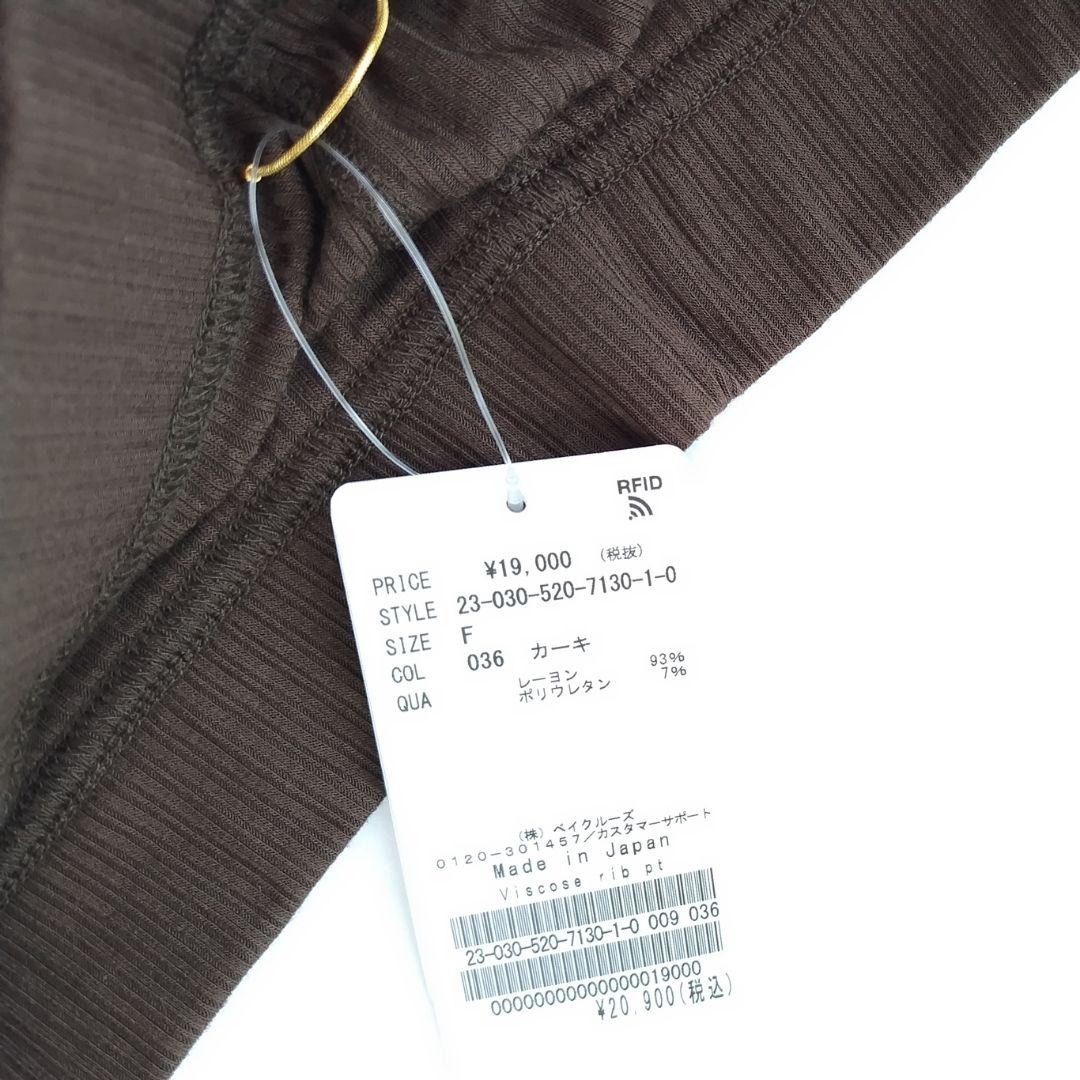 RFID
PRICE ¥19,000 (税抜)
STYLE 23-030-520-7130-1-0
SIZE F
COL 036 カーキ
QUA レーヨン 93%
ポリウレタン 7%
(株) ベイクルーズ
0120-301457/カスタマーサポート
Made in Japan
Viscose rib pt
23-030-520-7130-1-0 009 036
0000000000000019000
¥20,900(税込)